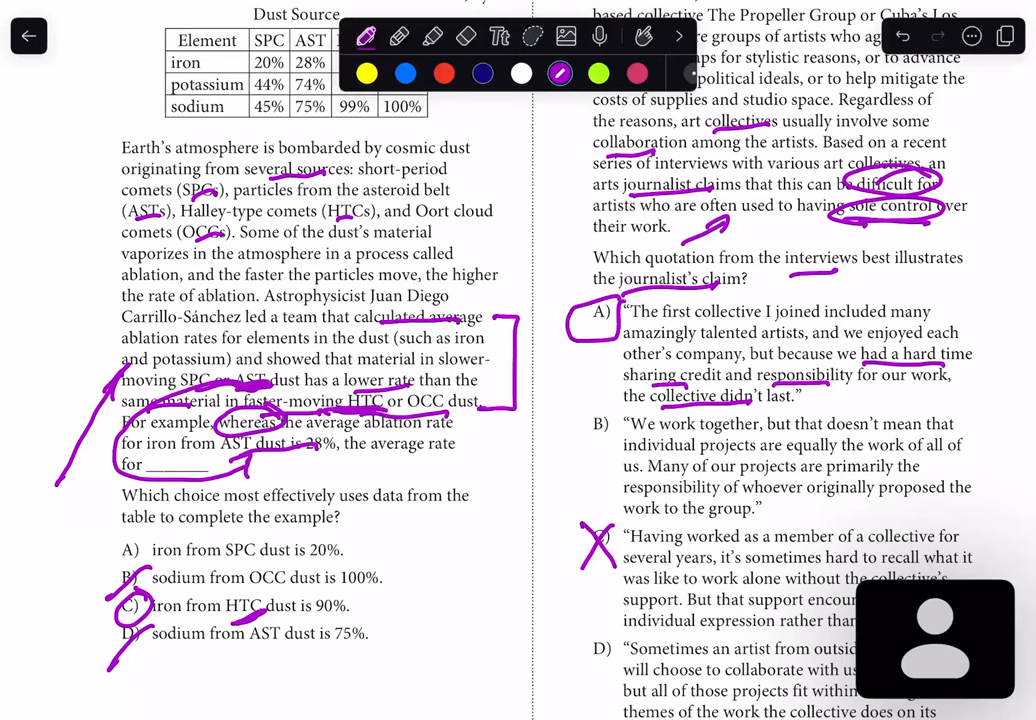 Dust Source
Element SPC AST
iron 20% 28%
potassium 44% 74%
sodium 45% 75% 99% 100%
Earth's atmosphere is bombarded by cosmic dust
originating from several sources: short-period
comets (SPCs), particles from the asteroid belt
(ASTs), Halley-type comets (HTCs), and Oort cloud
comets (OCCs). Some of the dust's material
vaporizes in the atmosphere in a process called
ablation, and the faster the particles move, the higher
the rate of ablation. Astrophysicist Juan Diego
Carrillo-Sánchez led a team that calculated average
ablation rates for elements in the dust (such as iron
and potassium) and showed that material in slower-
moving SPC or AST dust has a lower rate than the
same material in faster-moving HTC or OCC dust.
For example, whereas the average ablation rate
for iron from AST dust is 28%, the average rate
for _______
Which choice most effectively uses data from the
table to complete the example?
A) iron from SPC dust is 20%.
B) sodium from OCC dust is 100%.
C) iron from HTC dust is 90%.
D) sodium from AST dust is 75%.
based collective The Propeller Group or Cuba's Los
re groups of artists who ag
ps for stylistic reasons, or to advance
political ideals, or to help mitigate the
costs of supplies and studio space. Regardless of
the reasons, art collectives usually involve some
collaboration among the artists. Based on a recent
series of interviews with various art collectives, an
arts journalist claims that this can be difficult for
artists who are often used to having sole control over
their work.
Which quotation from the interviews best illustrates
the journalist's claim?
A) "The first collective I joined included many
amazingly talented artists, and we enjoyed each
other's company, but because we had a hard time
sharing credit and responsibility for our work,
the collective didn't last."
B) "We work together, but that doesn't mean that
individual projects are equally the work of all of
us. Many of our projects are primarily the
responsibility of whoever originally proposed the
work to the group."
C) "Having worked as a member of a collective for
several years, it's sometimes hard to recall what it
was like to work alone without the collective's
support. But that support encour
individual expression rather than
D) "Sometimes an artist from outsid
will choose to collaborate with us
but all of those projects fit within
themes of the work the collective does on its
Tt